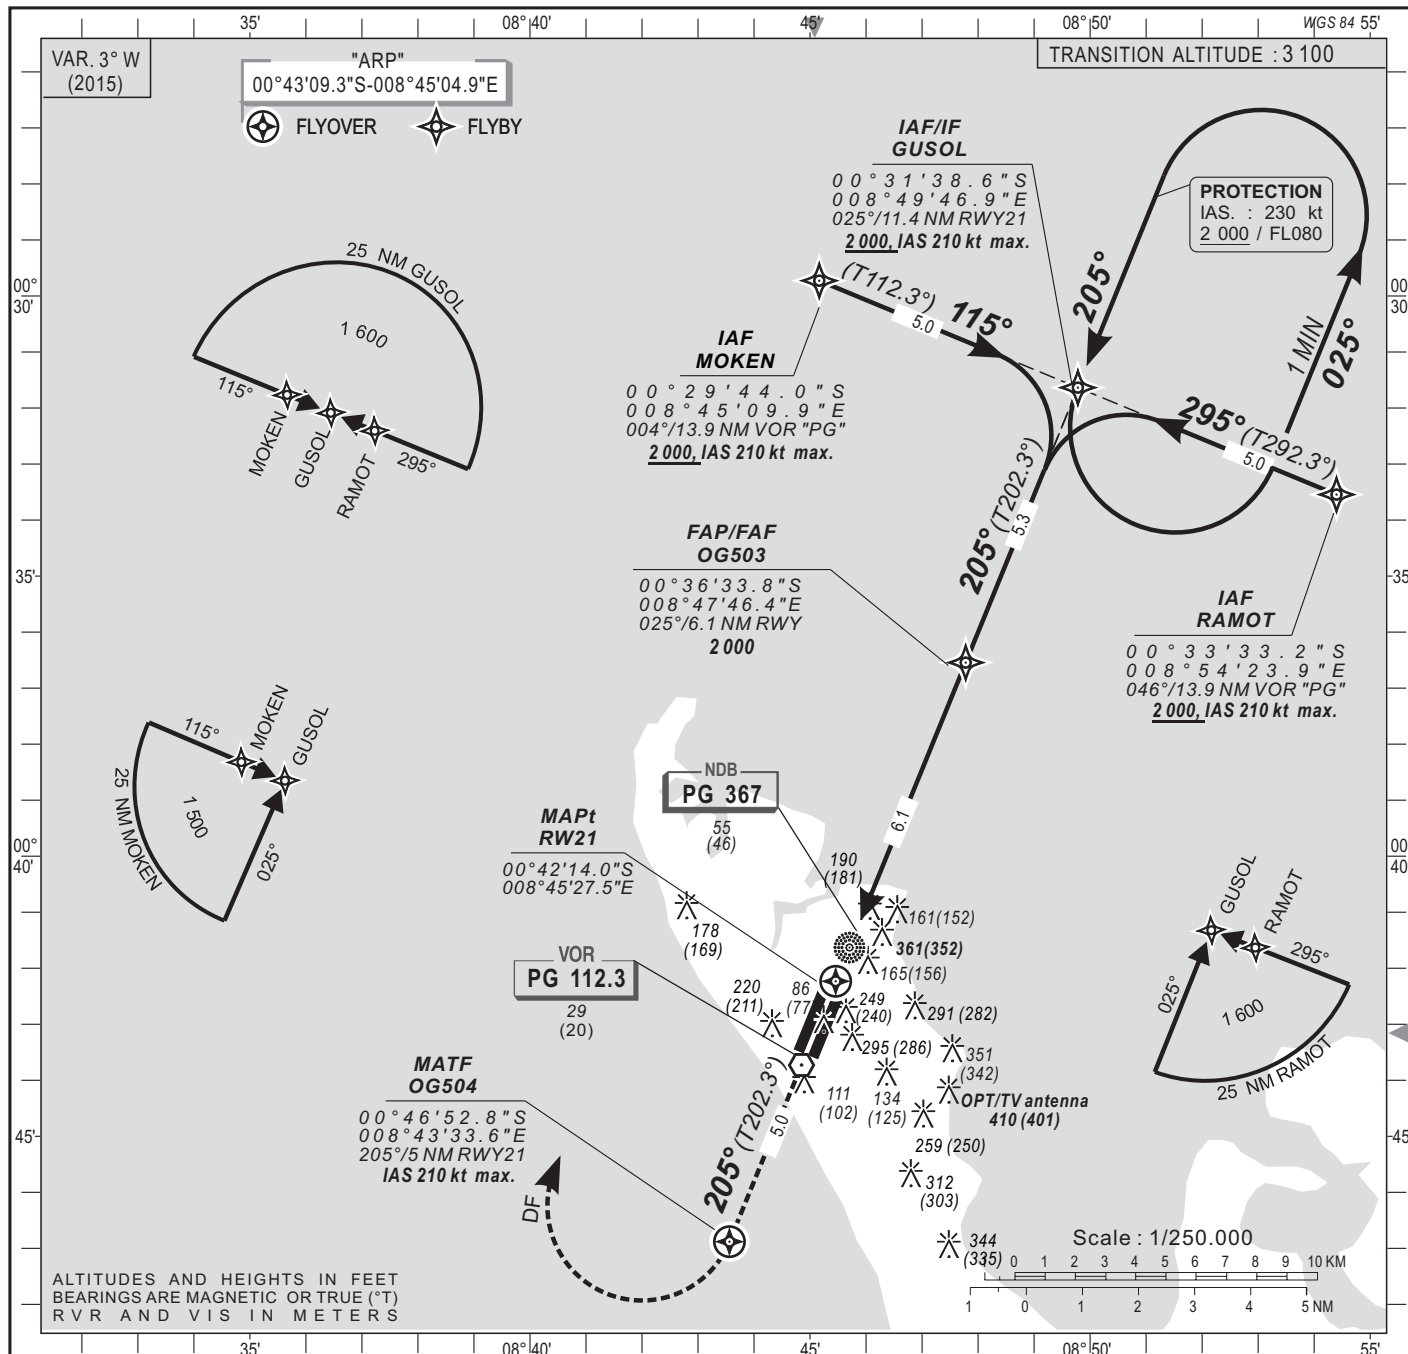 35'
08°40'
45'
08°50'
WGS 84 55'
VAR. 3° W
(2015)
"ARP"
00°43'09.3"S-008°45'04.9"E
FLYOVER
FLYBY
TRANSITION ALTITUDE : 3 100
IAF/IF
GUSOL
00°31'38.6"S
008°49'46.9"E
025°/11.4 NM RWY21
2 000, IAS 210 kt max.
PROTECTION
IAS. : 230 kt
2 000 / FL080
205°
1 MIN
025°
25 NM GUSOL
1 600
115°
MOKEN
GUSOL
RAMOT
295°
00°
30'
00°
30'
(T112.3°)
115°
5.0
IAF
MOKEN
00°29'44.0"S
008°45'09.9"E
004°/13.9 NM VOR "PG"
2 000, IAS 210 kt max.
295° (T292.3°)
5.0
205° (T202.3°)
5.3
FAP/FAF
OG503
00°36'33.8"S
008°47'46.4"E
025°/6.1 NM RWY
2 000
35'
35'
IAF
RAMOT
00°33'33.2"S
008°54'23.9"E
046°/13.9 NM VOR "PG"
2 000, IAS 210 kt max.
115°
MOKEN
GUSOL
25 NM MOKEN
1 500
025°
NDB
PG 367
55
(46)
6.1
MAPt
RW21
00°42'14.0"S
008°45'27.5"E
00°
40'
00°
40'
190
(181)
161(152)
361(352)
165(156)
178
(169)
VOR
PG 112.3
29
(20)
220
(211)
86
(77
249
(240)
291 (282)
295 (286)
351
(342)
111
(102)
134
(125)
OPT/TV antenna
410 (401)
259 (250)
312
(303)
344
(335)
GUSOL
RAMOT
295°
025°
1 600
25 NM RAMOT
MATF
OG504
00°46'52.8"S
008°43'33.6"E
205°/5 NM RWY21
IAS 210 kt max.
45'
45'
205° (T202.3°)
5.0
DF
Scale : 1/250.000
0 1 2 3 4 5 6 7 8 9 10 KM
1 0 1 2 3 4 5 NM
ALTITUDES AND HEIGHTS IN FEET
BEARINGS ARE MAGNETIC OR TRUE (°T)
RVR AND VIS IN METERS
35'
08°40'
45'
08°50'
55'